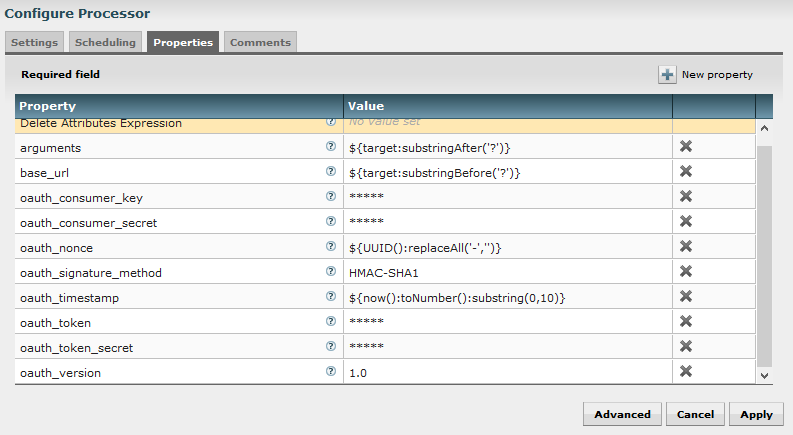 Configure Processor
Settings Scheduling Properties Comments
Required field New property
Property Value
Delete Attributes Expression No value set
arguments ${target:substringAfter('?')}
base_url ${target:substringBefore('?')}
oauth_consumer_key *****
oauth_consumer_secret *****
oauth_nonce ${UUID():replaceAll('-','')}
oauth_signature_method HMAC-SHA1
oauth_timestamp ${now():toNumber():substring(0,10)}
oauth_token *****
oauth_token_secret *****
oauth_version 1.0
Advanced Cancel Apply